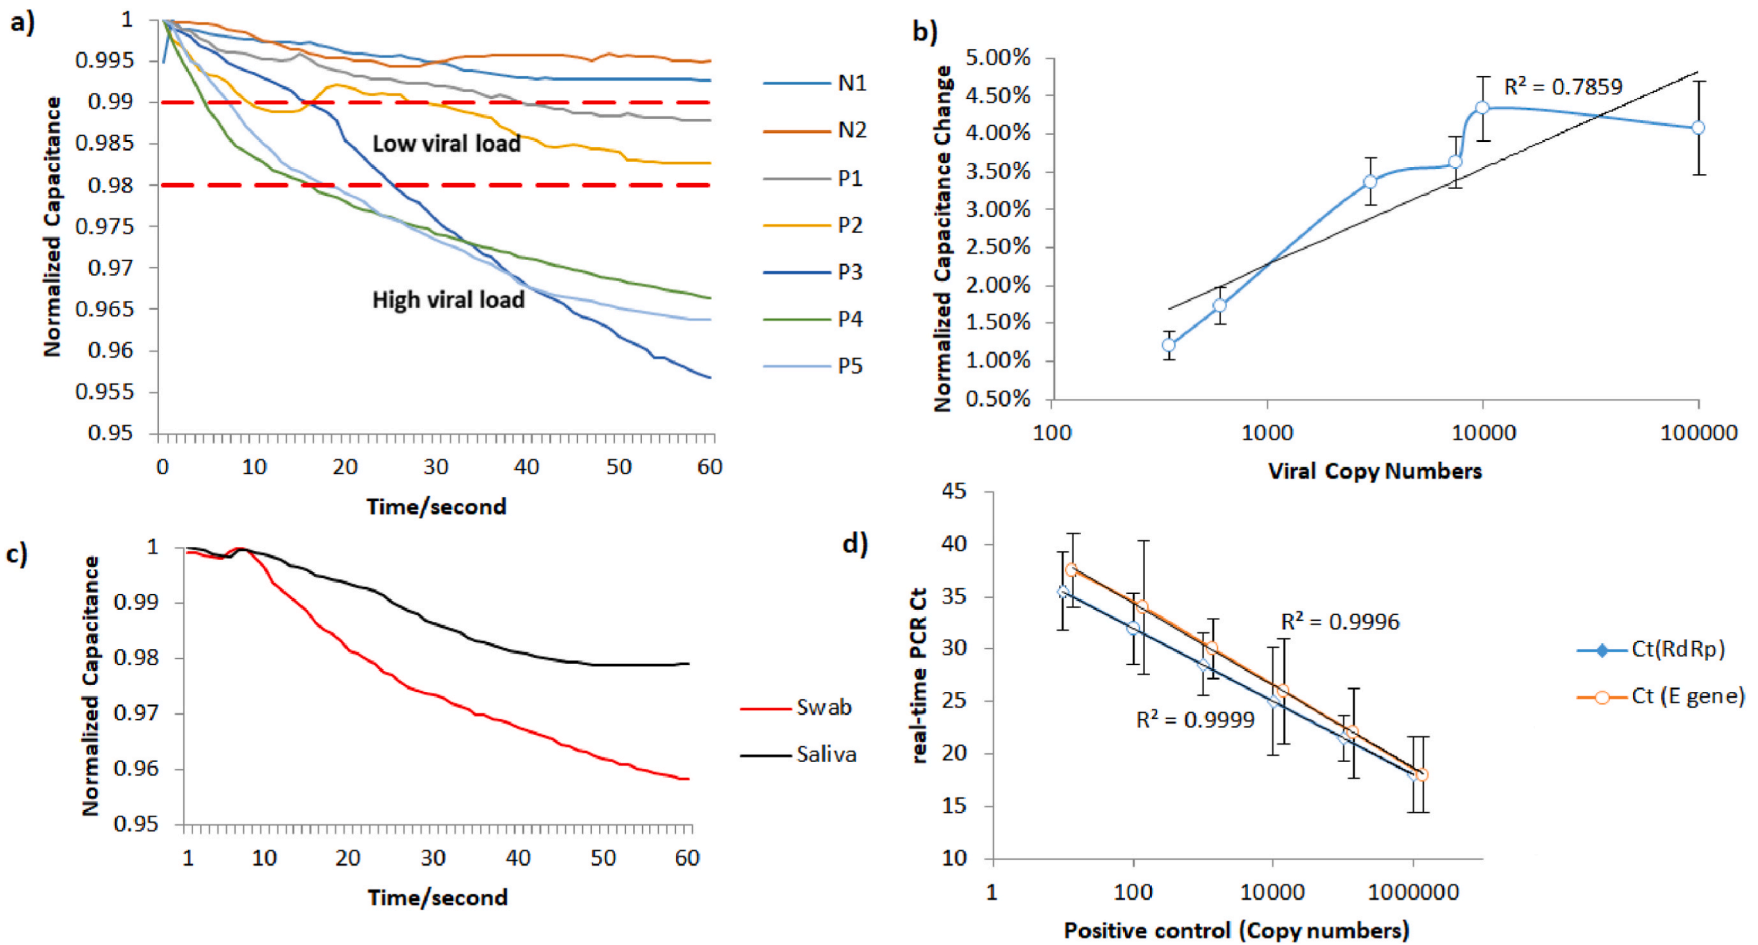 a)
1
0.995
0.99
0.985
0.98
0.975
0.97
0.965
0.96
0.955
0.95
Normalized Capacitance
Low viral load
High viral load
0 10 20 30 40 50 60
Time/second
N1
N2
P1
P2
P3
P4
P5
b)
5.00%
4.50%
4.00%
3.50%
3.00%
2.50%
2.00%
1.50%
1.00%
0.50%
Normalized Capacitance Change
R² = 0.7859
100 1000 10000 100000
Viral Copy Numbers
c)
1
0.99
0.98
0.97
0.96
0.95
Normalized Capacitance
1 10 20 30 40 50 60
Time/second
Swab
Saliva
d)
45
40
35
30
25
20
15
10
real-time PCR Ct
R² = 0.9996
R² = 0.9999
1 100 10000 1000000
Positive control (Copy numbers)
Ct(RdRp)
Ct (E gene)